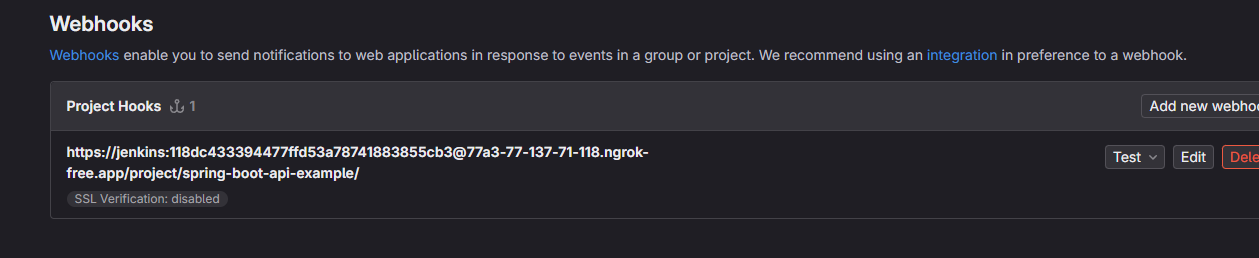 Webhooks
Webhooks enable you to send notifications to web applications in response to events in a group or project. We recommend using an integration in preference to a webhook.
Project Hooks 1
Add new webhoo
https://jenkins:118dc433394477ffd53a78741883855cb3@77a3-77-137-71-118.ngrok-
free.app/project/spring-boot-api-example/
Test Edit Dele
SSL Verification: disabled